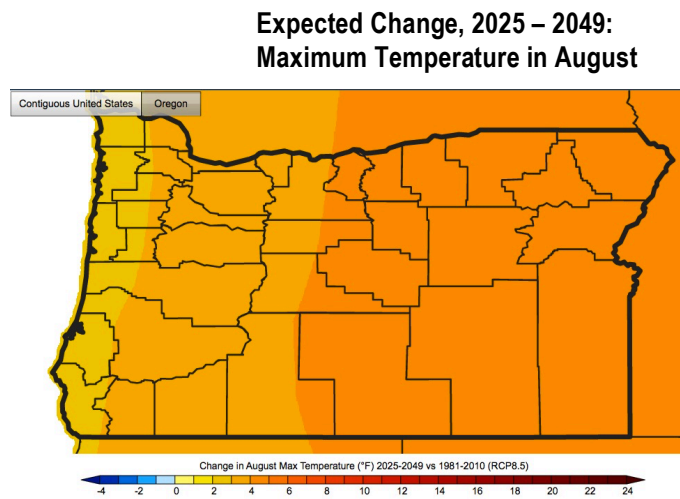 Expected Change, 2025 – 2049:
Maximum Temperature in August
Contiguous United States
Oregon
Change in August Max Temperature (°F) 2025-2049 vs 1981-2010 (RCP8.5)
-4 -2 -1 0 2 4 6 8 10 12 14 16 18 20 22 24